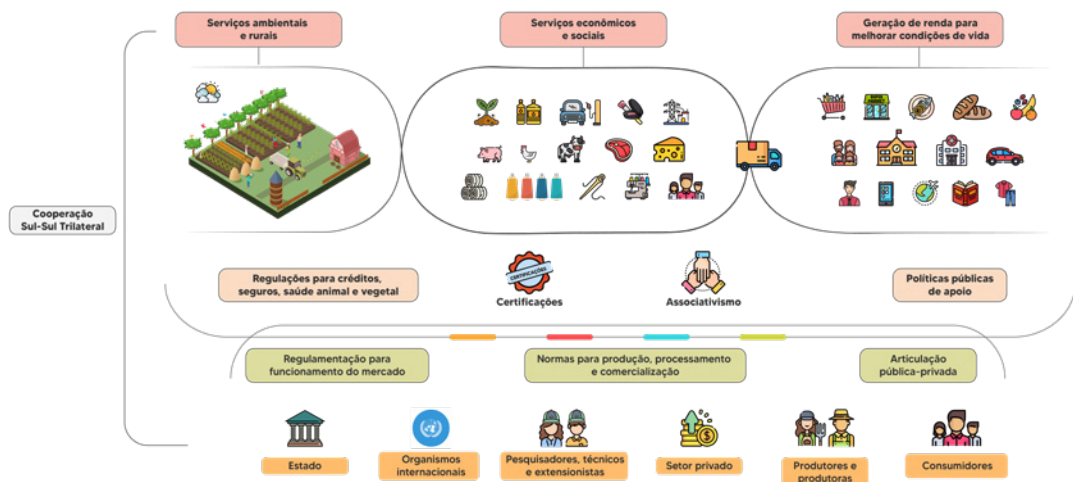 Serviços ambientais
e rurais
Serviços econômicos
e sociais
Geração de renda para
melhorar condições de vida
Cooperação
Sul-Sul Trilateral
Regulações para créditos,
seguros, saúde animal e vegetal
CERTIFICAÇÕES
Certificações
Associativismo
Políticas públicas
de apoio
Regulamentação para
funcionamento do mercado
Normas para produção, processamento
e comercialização
Articulação
pública-privada
Estado
Organismos
internacionais
Pesquisadores, técnicos
e extensionistas
Setor privado
Produtores e
produtoras
Consumidores